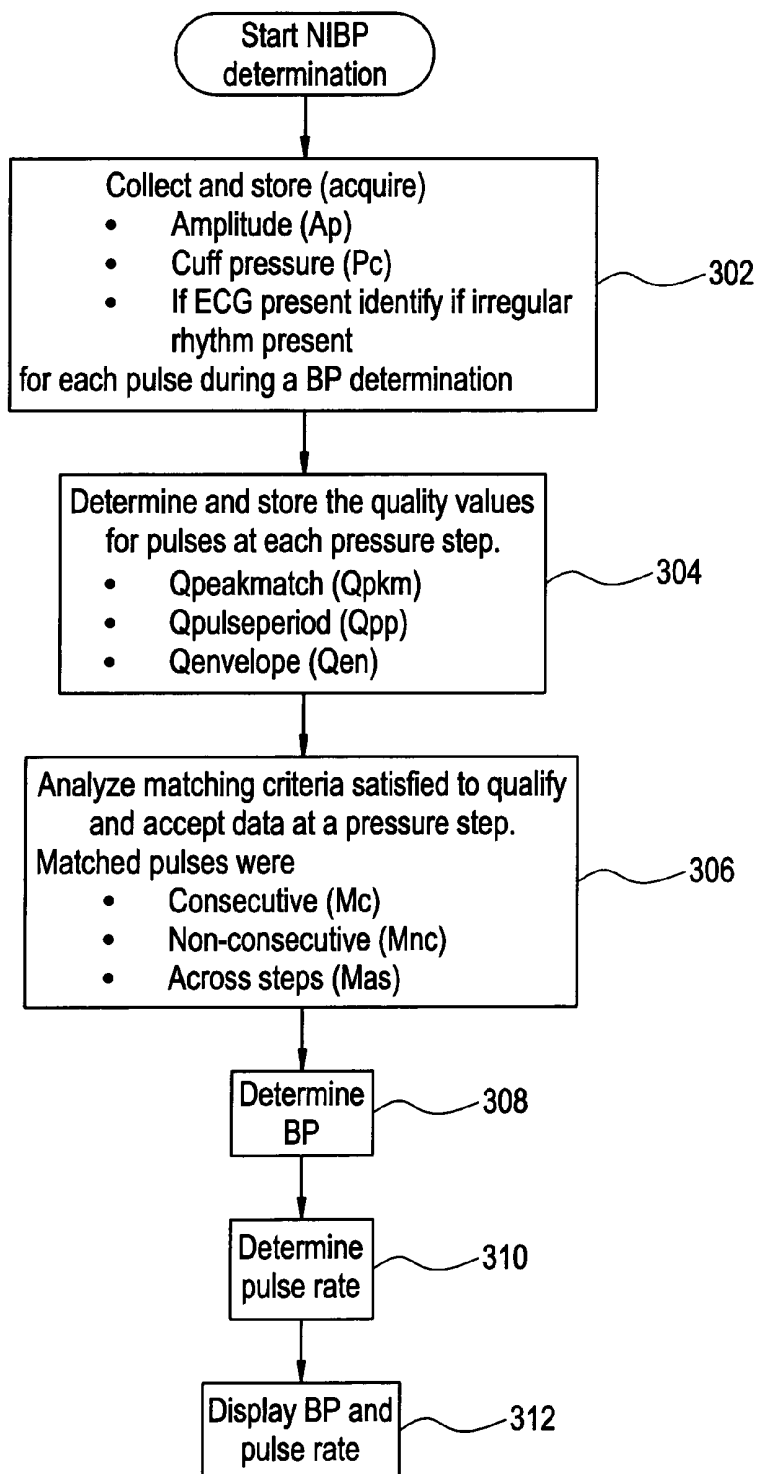 Start NIBP
determination
Collect and store (acquire)
• Amplitude (Ap)
• Cuff pressure (Pc)
• If ECG present identify if irregular
rhythm present
for each pulse during a BP determination
302
Determine and store the quality values
for pulses at each pressure step.
• Qpeakmatch (Qpkm)
• Qpulseperiod (Qpp)
• Qenvelope (Qen)
304
Analyze matching criteria satisfied to qualify
and accept data at a pressure step.
Matched pulses were
• Consecutive (Mc)
• Non-consecutive (Mnc)
• Across steps (Mas)
306
Determine
BP
308
Determine
pulse rate
310
Display BP and
pulse rate
312